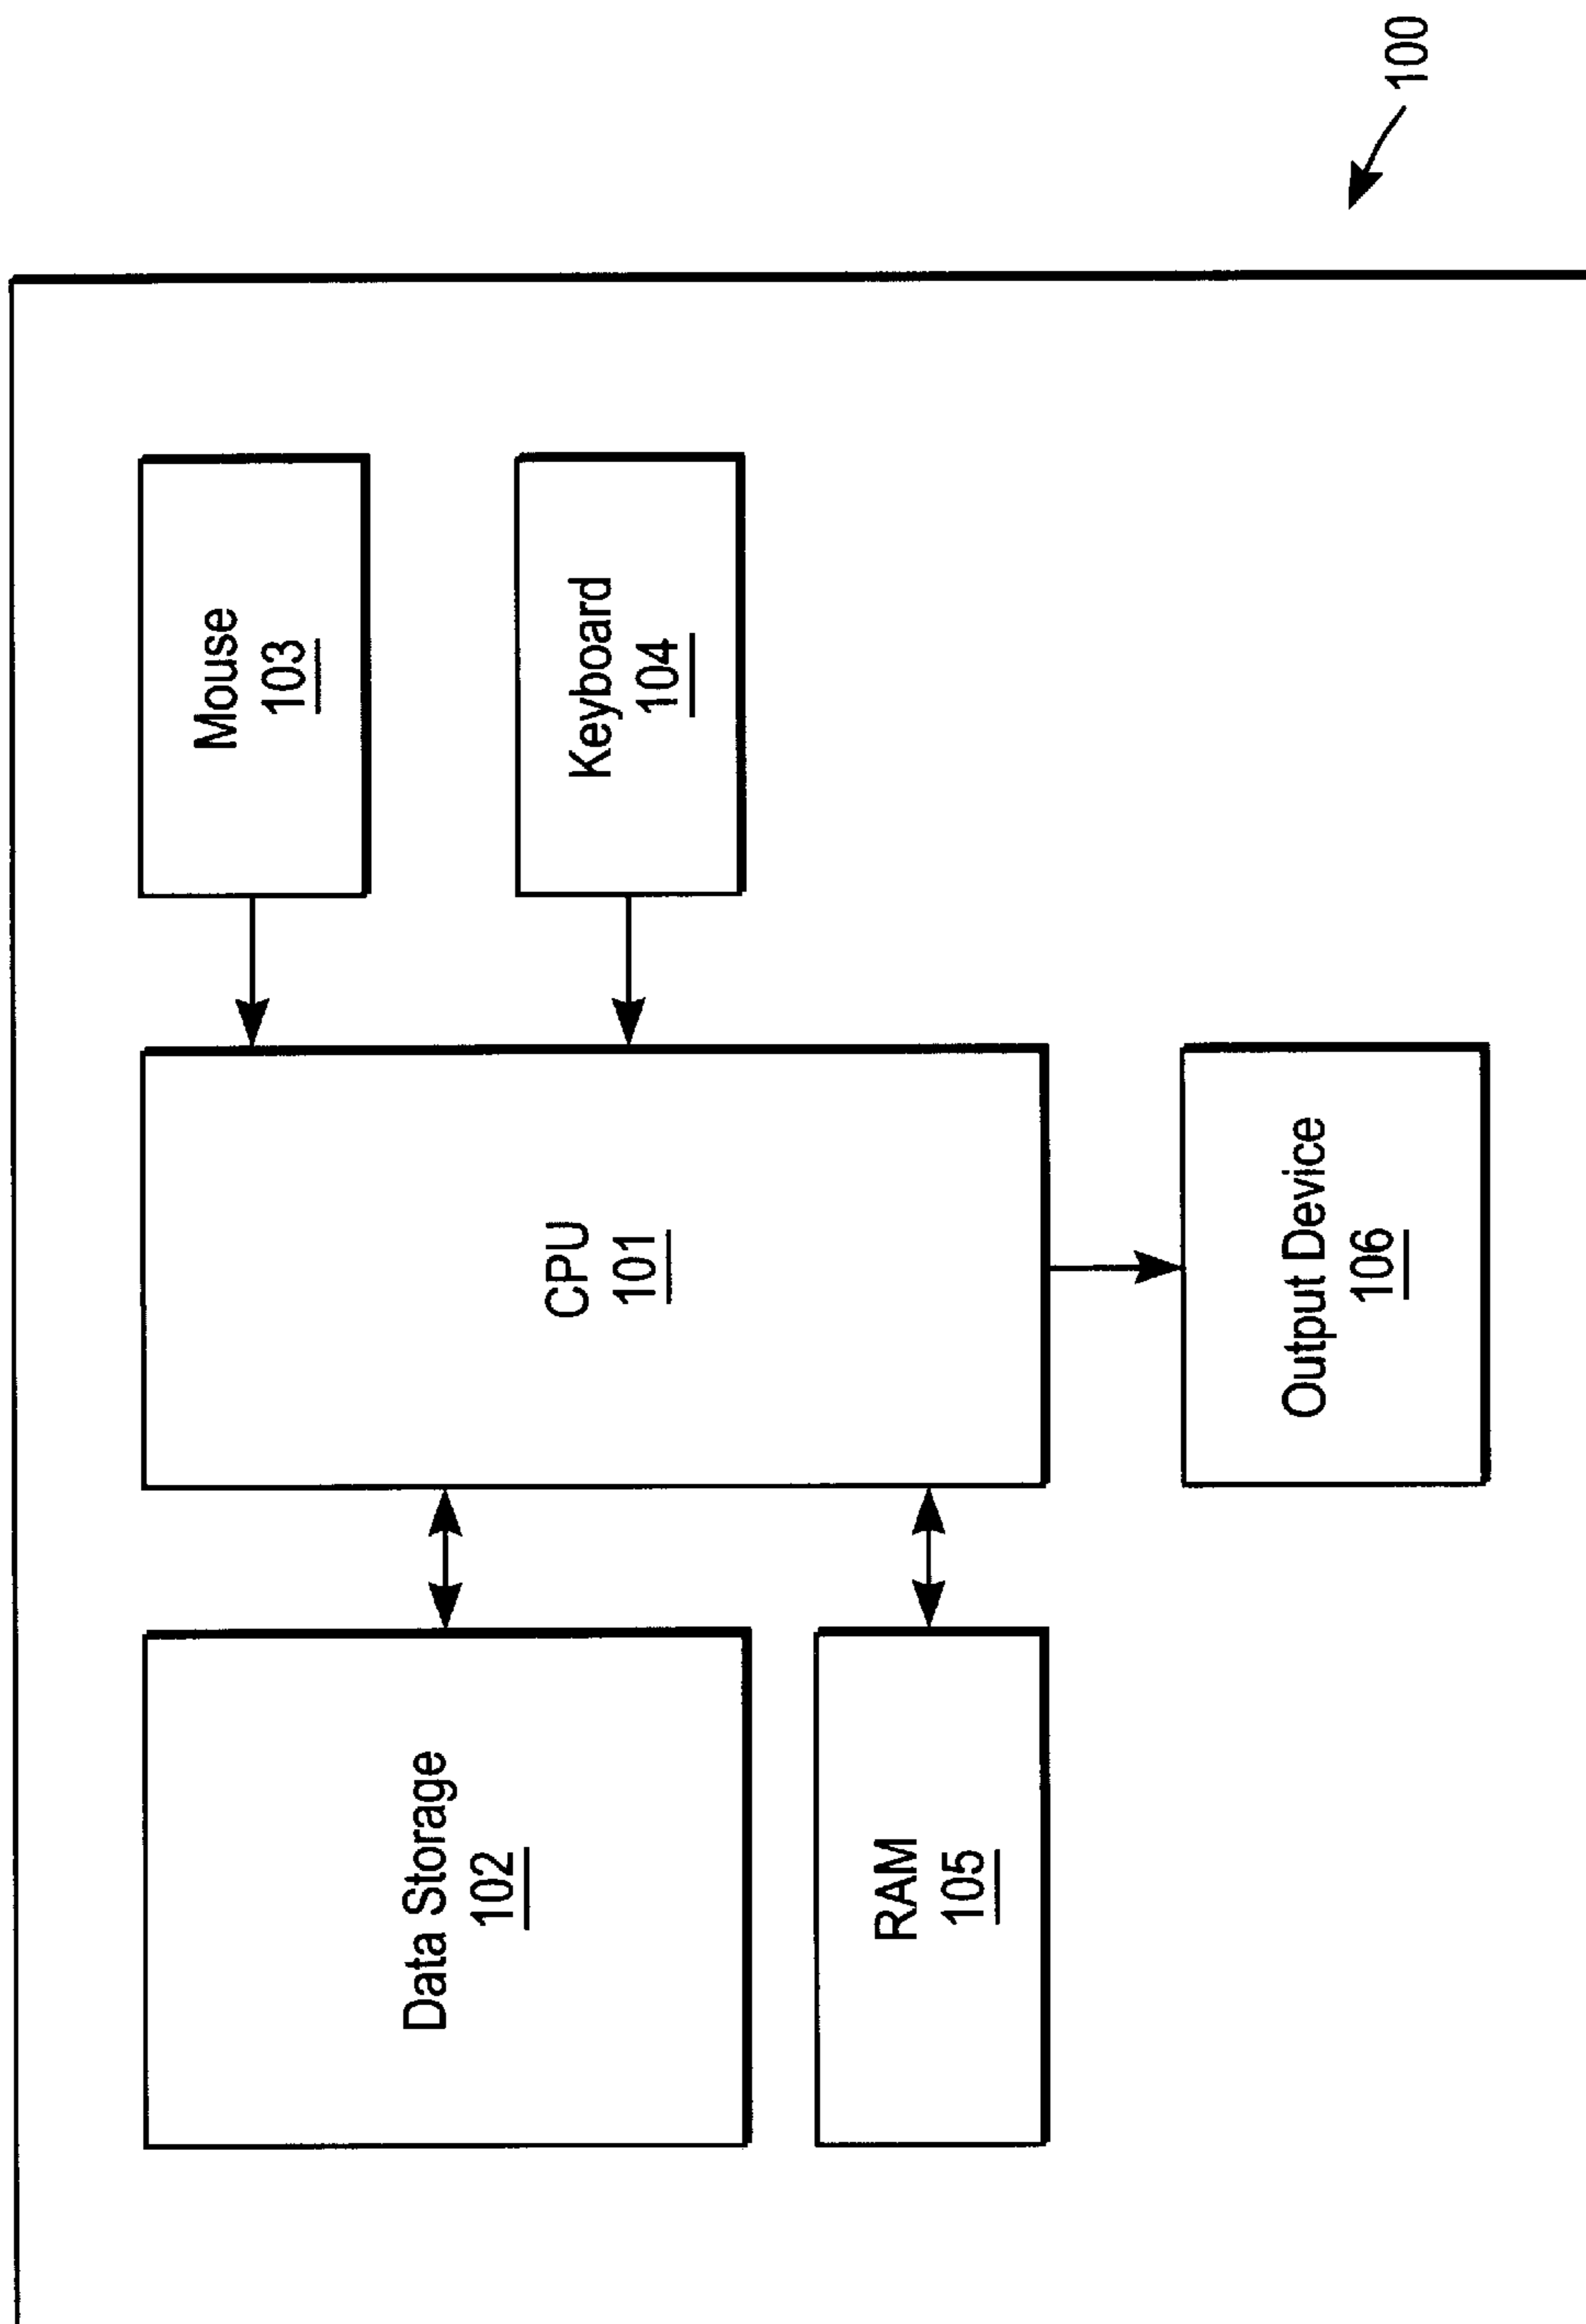 Data Storage
102
RAM
105
CPU
101
Output Device
106
Mouse
103
Keyboard
104
100